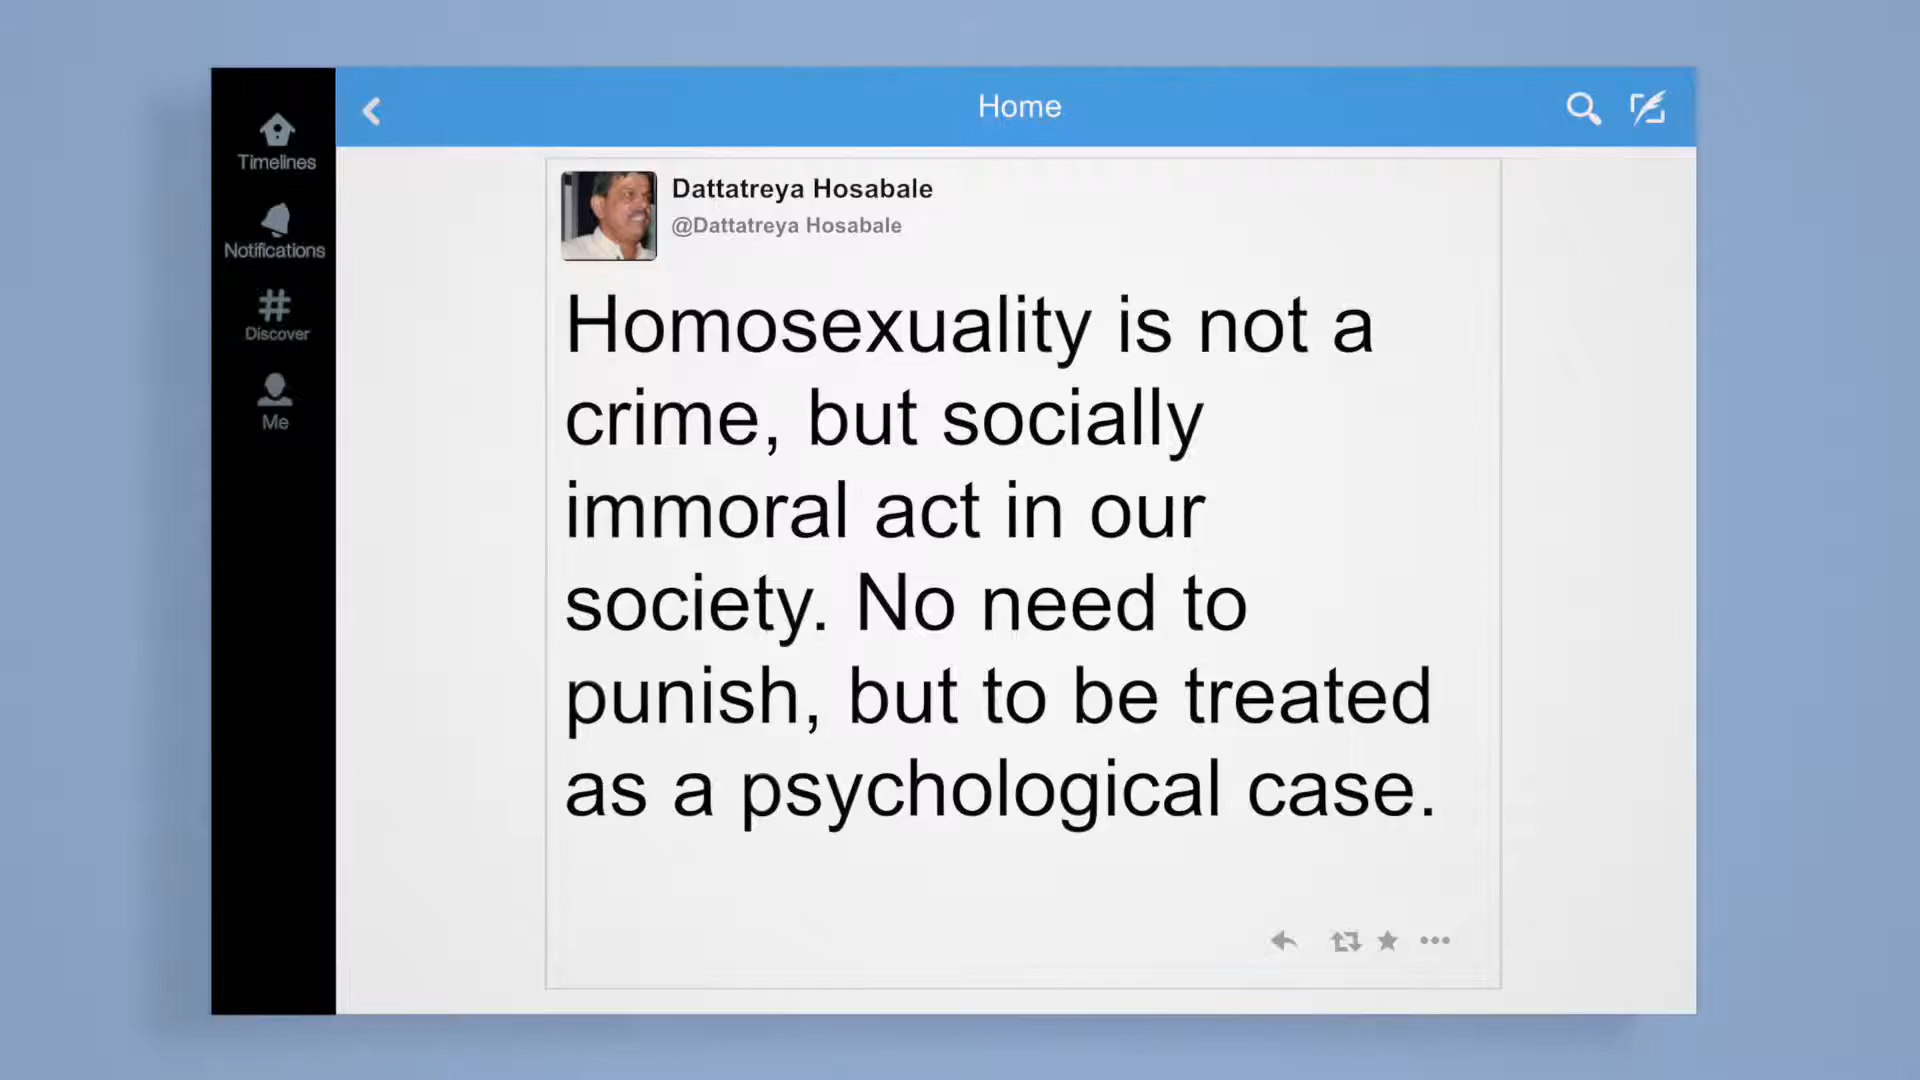 Home
Timelines
Notifications
Discover
Me
Dattatreya Hosabale
@Dattatreya Hosabale
Homosexuality is not a
crime, but socially
immoral act in our
society. No need to
punish, but to be treated
as a psychological case.